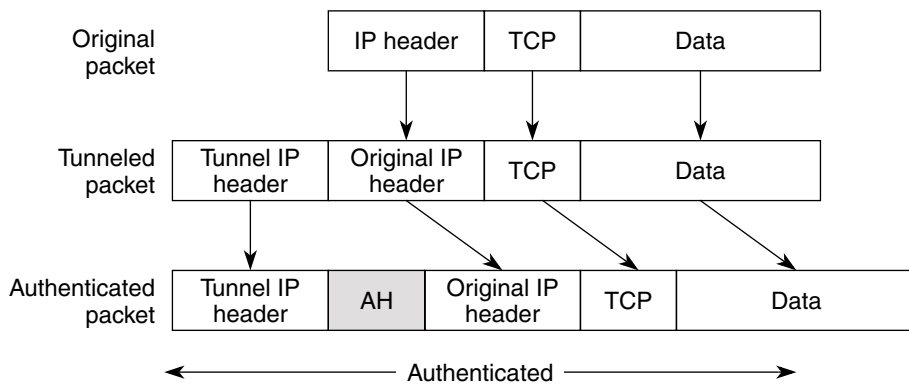 Original packet
IP header
TCP
Data
Tunneled packet
Tunnel IP header
Original IP header
TCP
Data
Authenticated packet
Tunnel IP header
AH
Original IP header
TCP
Data
Authenticated